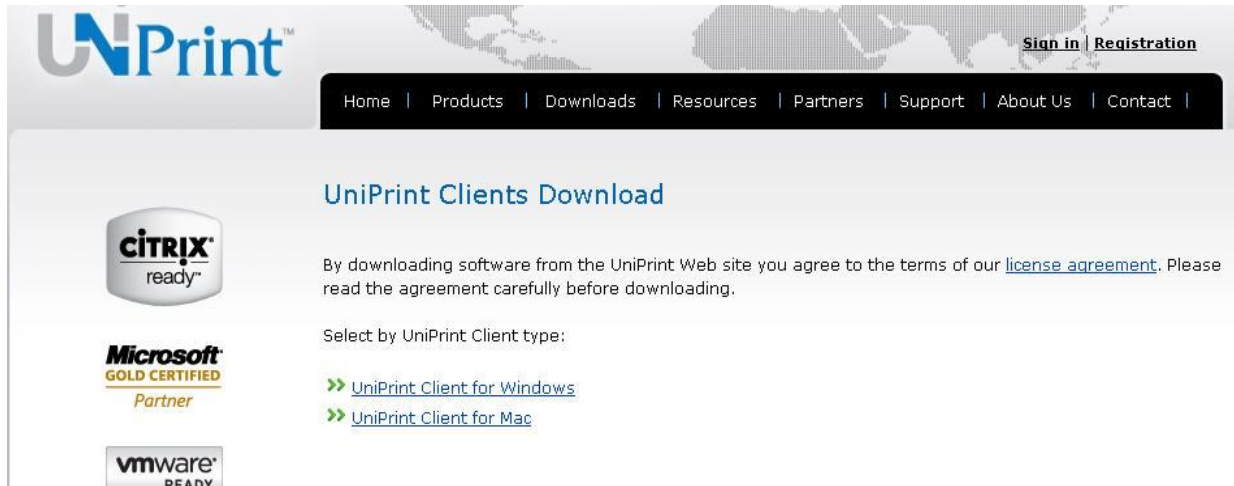 UNiPrint™
Sign in | Registration
Home | Products | Downloads | Resources | Partners | Support | About Us | Contact |
UniPrint Clients Download
CİTRIX®
ready™
By downloading software from the UniPrint Web site you agree to the terms of our license agreement. Please
read the agreement carefully before downloading.
Select by UniPrint Client type:
Microsoft®
GOLD CERTIFIED
Partner
UniPrint Client for Windows
UniPrint Client for Mac
vmware®
READY